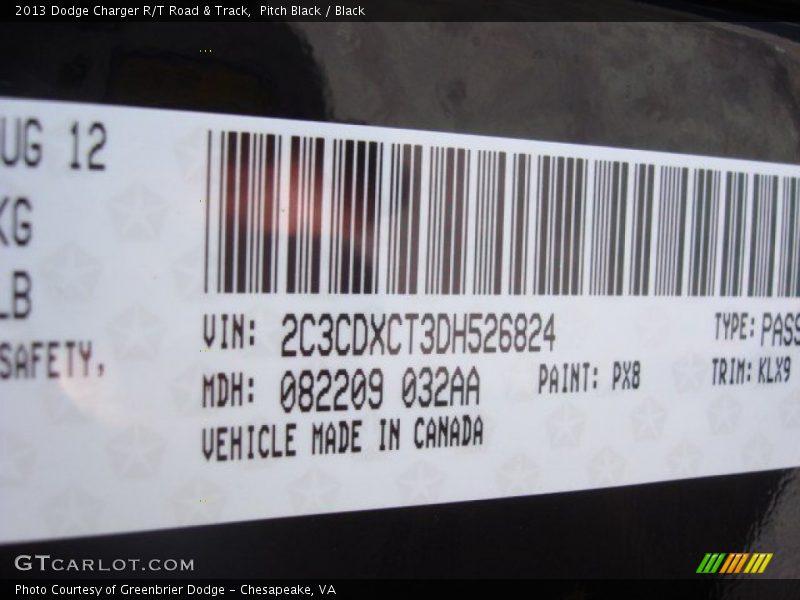 2013 Dodge Charger R/T Road & Track, Pitch Black / Black
UG 12
KG
LB
SAFETY,
VIN: 2C3CDXCT3DH526824 TYPE: PASS
MDH: 082209 032AA PAINT: PX8 TRIM: KLX9
VEHICLE MADE IN CANADA
GTCARLOT.COM
Photo Courtesy of Greenbrier Dodge - Chesapeake, VA